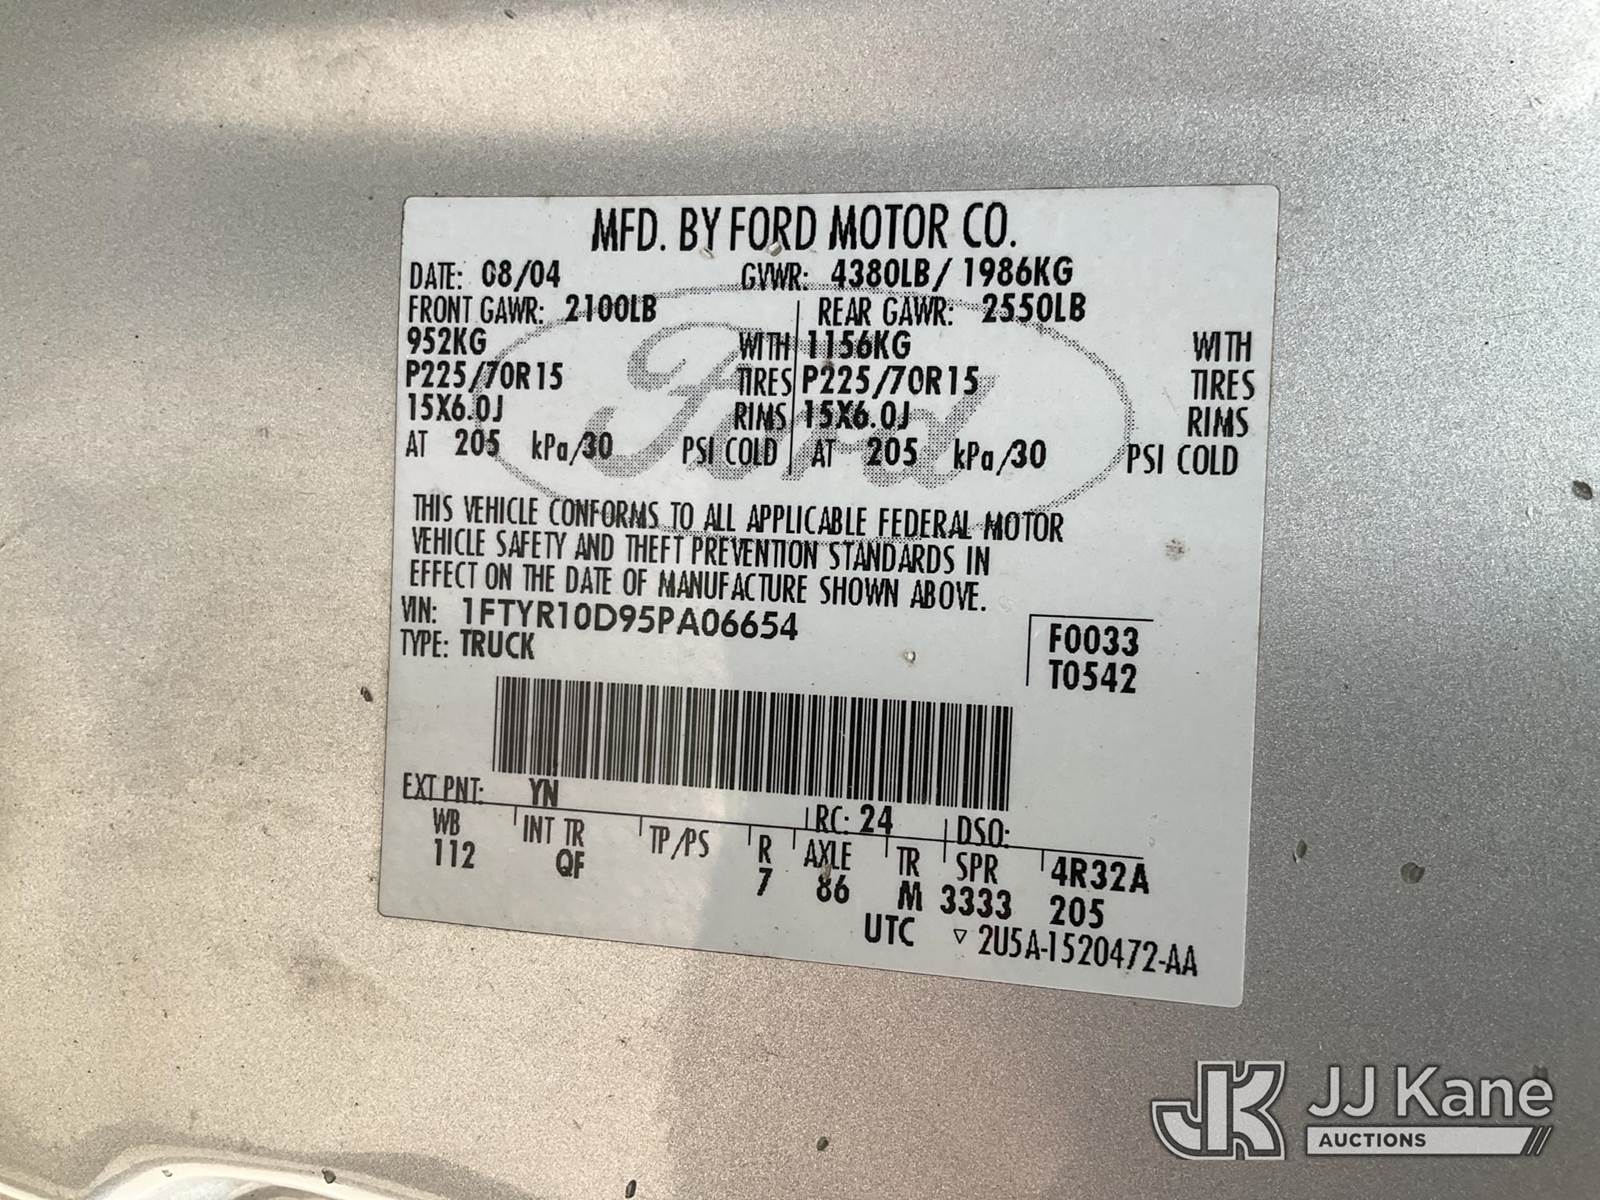 MFD. BY FORD MOTOR CO.
DATE: 08/04 GVWR: 4380LB/ 1986KG
FRONT GAWR: 2100LB REAR GAWR: 2550LB
952KG WITH 1156KG WITH
P225/70R15 TIRES P225/70R15 TIRES
15X6.0J RIMS 15X6.0J RIMS
AT 205 kPa/30 PSI COLD AT 205 kPa/30 PSI COLD
Ford
THIS VEHICLE CONFORMS TO ALL APPLICABLE FEDERAL MOTOR
VEHICLE SAFETY AND THEFT PREVENTION STANDARDS IN
EFFECT ON THE DATE OF MANUFACTURE SHOWN ABOVE.
VIN: 1FTYR10D95PA06654
TYPE: TRUCK
F0033
T0542
EXT PNT: YN RC: 24 DSO:
WB INT TR TP/PS R AXLE TR SPR 4R32A
112 QF 7 86 M 3333 205
UTC ▽ 2U5A-1520472-AA
JK JJ Kane
AUCTIONS